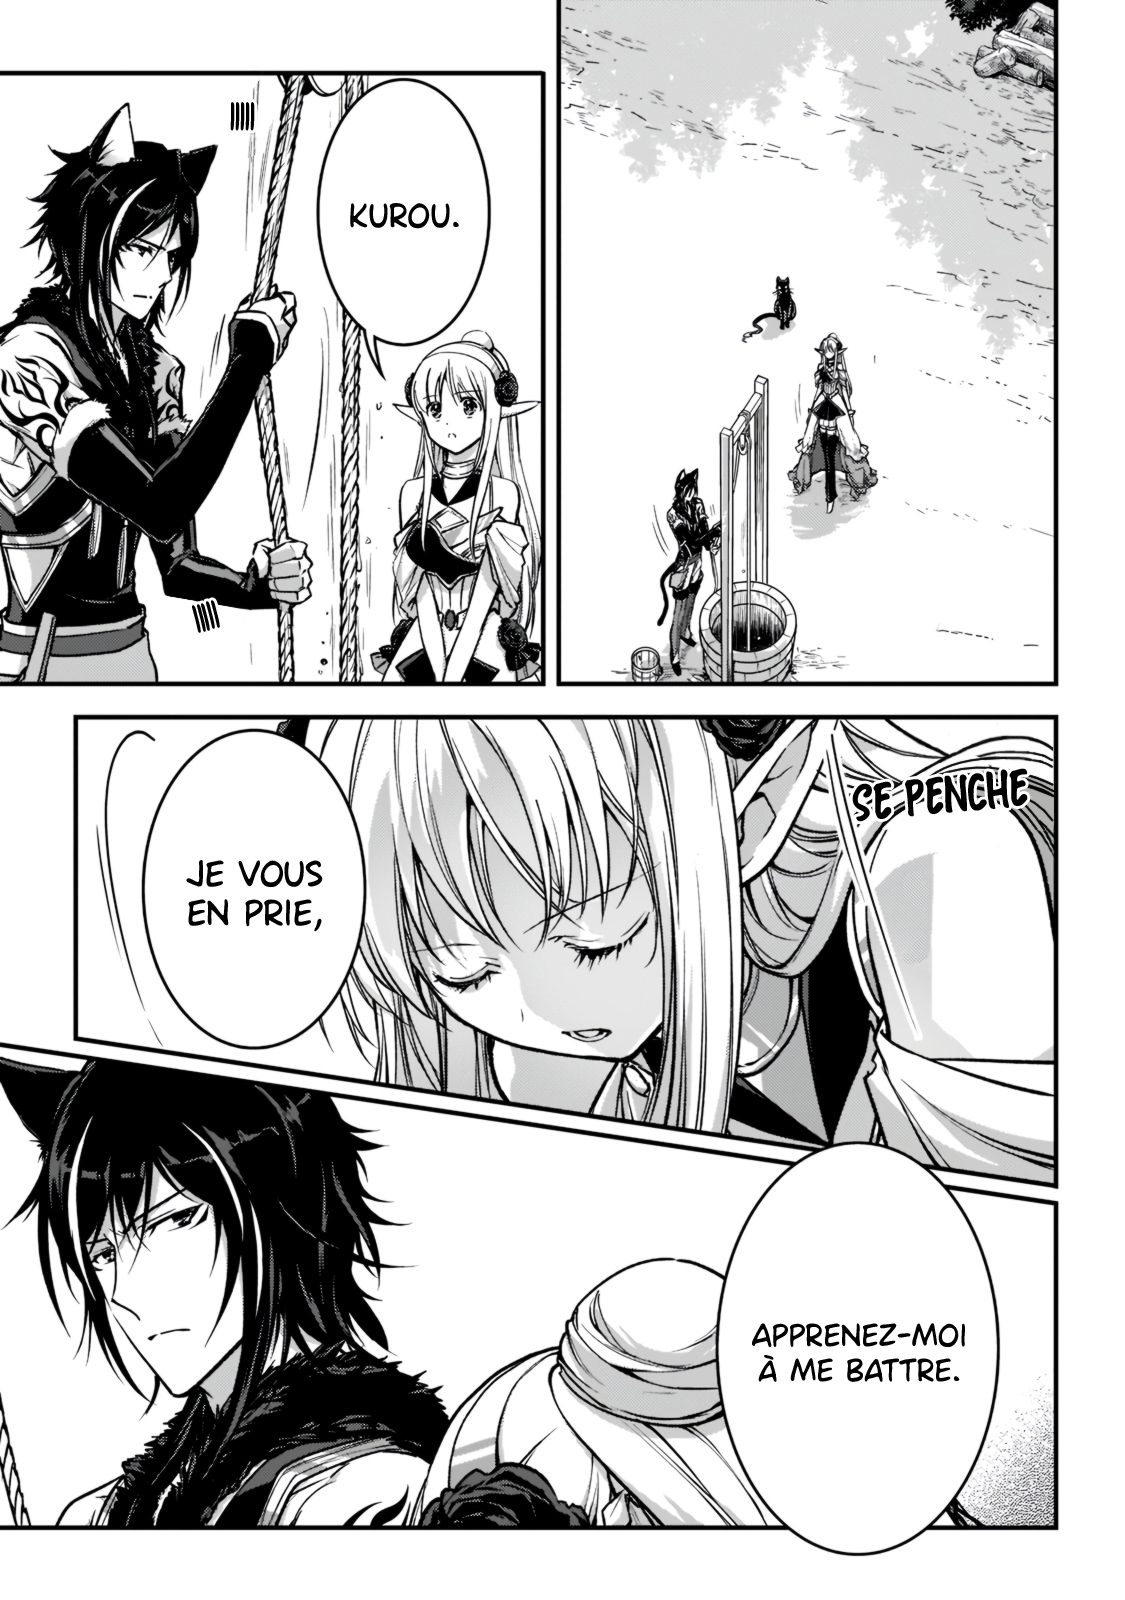 KUROU.
SE PENCHE
JE VOUS
EN PRIE,
APPRENEZ-MOI
À ME BATTRE.